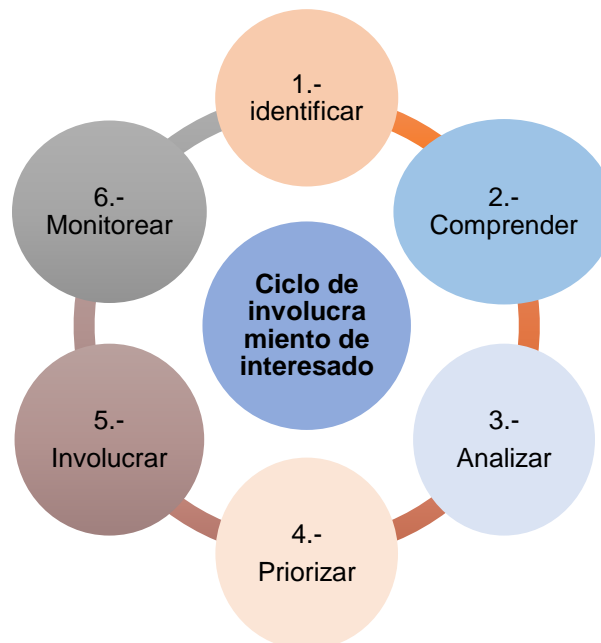 1.-
identificar
2.-
Comprender
3.-
Analizar
4.-
Priorizar
5.-
Involucrar
6.-
Monitorear
Ciclo de
involucra
miento de
interesado